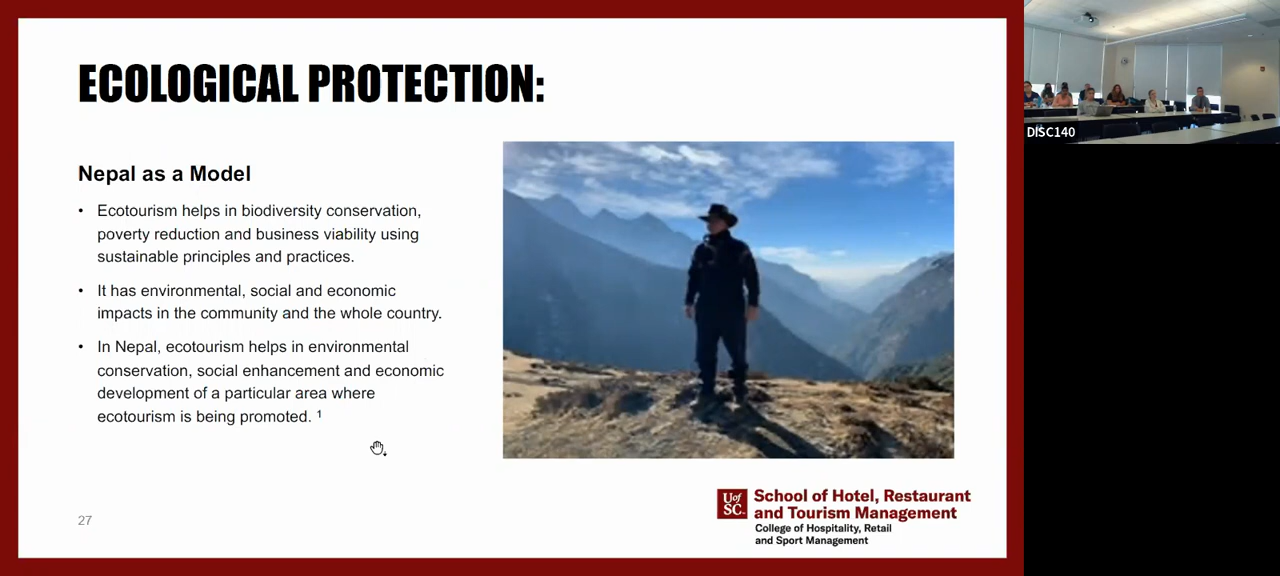 ECOLOGICAL PROTECTION:
Nepal as a Model
• Ecotourism helps in biodiversity conservation,
poverty reduction and business viability using
sustainable principles and practices.
• It has environmental, social and economic
impacts in the community and the whole country.
• In Nepal, ecotourism helps in environmental
conservation, social enhancement and economic
development of a particular area where
ecotourism is being promoted. ¹
27
UofSC
School of Hotel, Restaurant
and Tourism Management
College of Hospitality, Retail
and Sport Management
DISC140